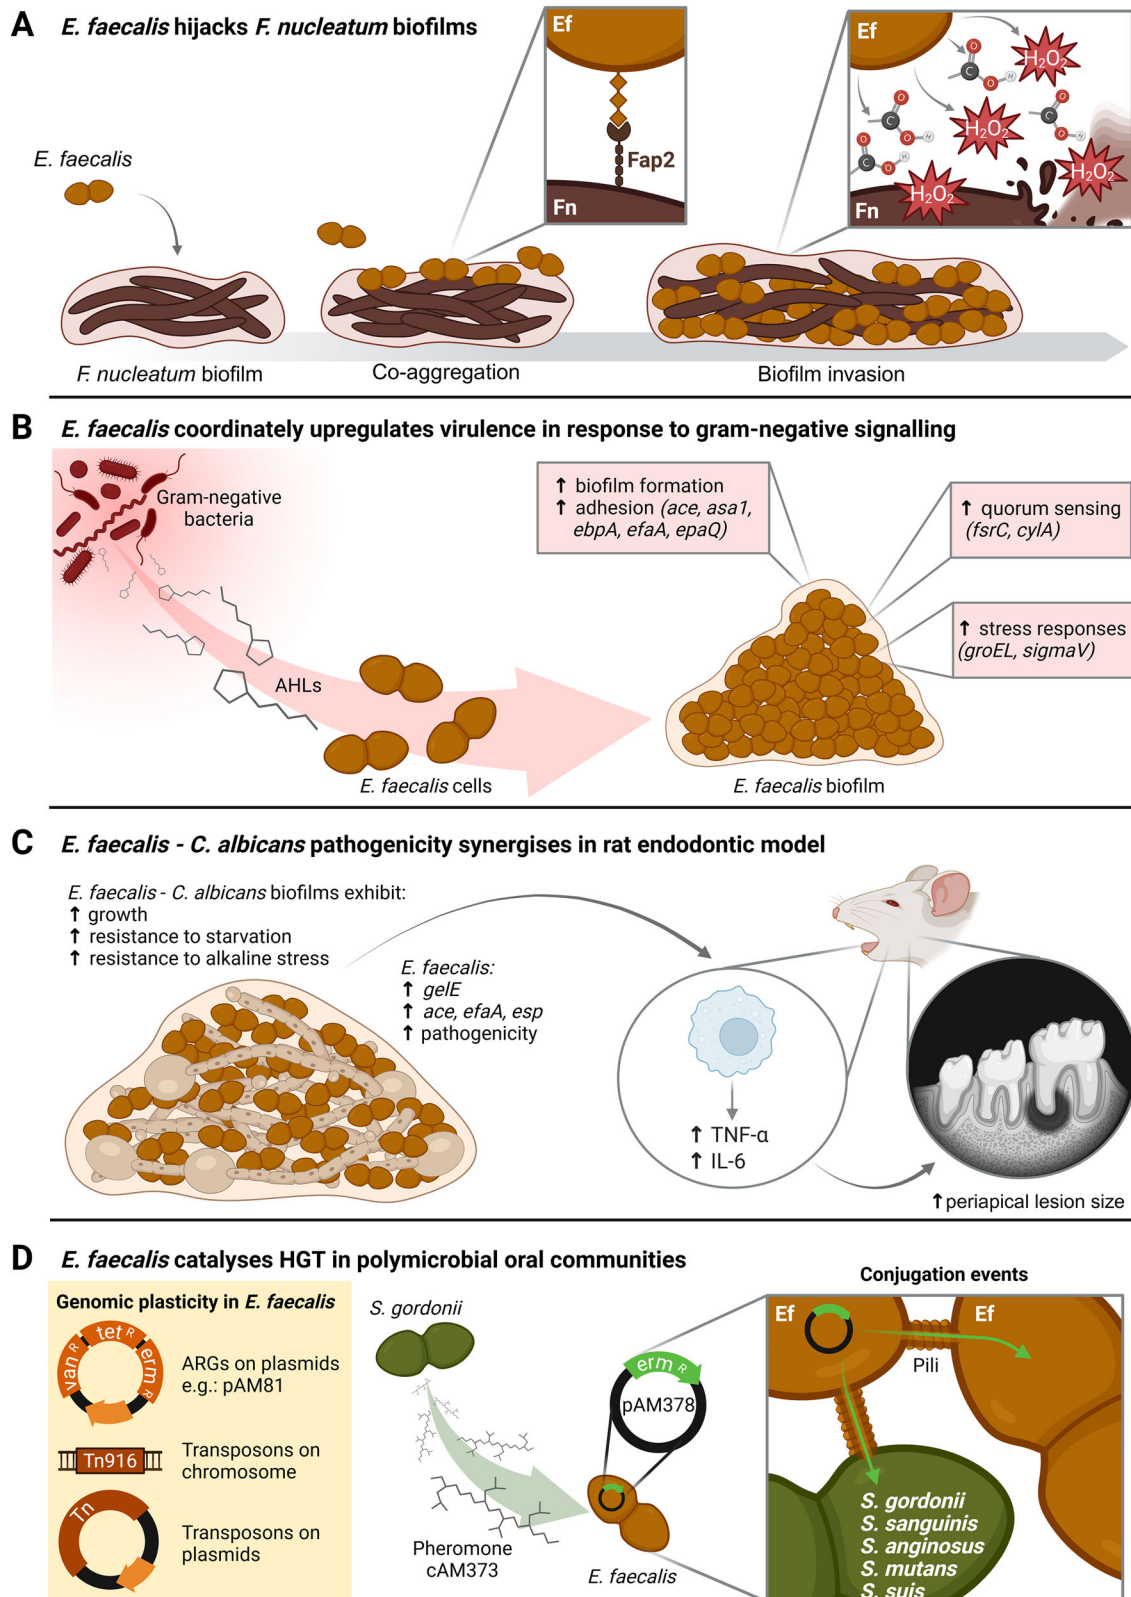 A E. faecalis hijacks F. nucleatum biofilms
E. faecalis
Ef
Fap2
Fn
Ef
C
O
O
H
H₂O₂
C
O
O
H
H₂O₂
C
O
O
H
C
O
O
H
H₂O₂
H₂O₂
Fn
F. nucleatum biofilm
Co-aggregation
Biofilm invasion
B E. faecalis coordinately upregulates virulence in response to gram-negative signalling
Gram-negative
bacteria
AHLs
E. faecalis cells
↑ biofilm formation
↑ adhesion (ace, asa1,
ebpA, efaA, epaQ)
↑ quorum sensing
(fsrC, cylA)
↑ stress responses
(groEL, sigmaV)
E. faecalis biofilm
C E. faecalis - C. albicans pathogenicity synergises in rat endodontic model
E. faecalis - C. albicans biofilms exhibit:
↑ growth
↑ resistance to starvation
↑ resistance to alkaline stress
E. faecalis:
↑ gelE
↑ ace, efaA, esp
↑ pathogenicity
↑ TNF-α
↑ IL-6
↑ periapical lesion size
D E. faecalis catalyses HGT in polymicrobial oral communities
Genomic plasticity in E. faecalis
van R
tet R
erm R
ARGs on plasmids
e.g.: pAM81
Tn916
Transposons on
chromosome
Tn
Transposons on
plasmids
S. gordonii
Pheromone
cAM373
erm R
pAM378
E. faecalis
Conjugation events
Ef
Ef
Pili
S. gordonii
S. sanguinis
S. anginosus
S. mutans
S. suis